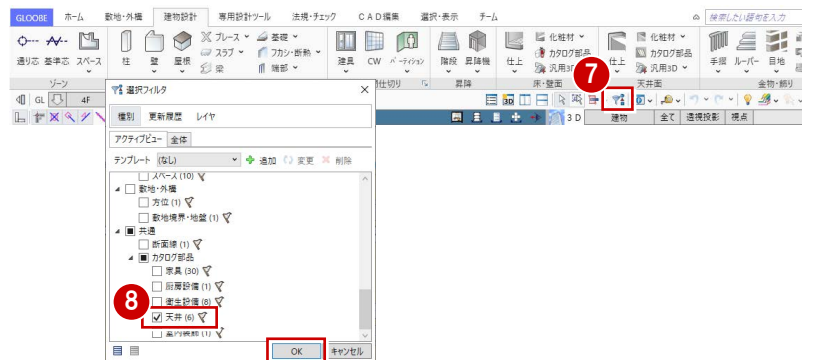 GLOOBE ホーム 敷地・外構 建物設計 専用設計ツール 法規・チェック CAD編集 選択・表示 チーム 検索したい語句を入力
通り芯 基準芯 スペース 柱 壁 屋根 スラブ 梁 基礎 フカシ・断熱 端部 建具 CW パーテイション 階段 昇降機 仕上 化粧材 カタログ部品 汎用3D 仕上 化粧材 カタログ部品 汎用3D 手摺 ルーバー 目地
ゾーン 昇降 床・壁面 天井面 金物・飾り
7
GL 4F
3D 建物 全て 透視投影 視点
選択フィルタ
種別 更新履歴 レイヤ
アクティブビュー 全体
テンプレート (なし) 追加 変更 削除
スペース (10)
敷地・外構
方位 (1)
敷地境界・地盤 (1)
共通
断面線 (1)
カタログ部品
家具 (30)
厨房設備 (1)
衛生設備 (8)
8
天井 (6)
室内装飾 (1)
OK キャンセル